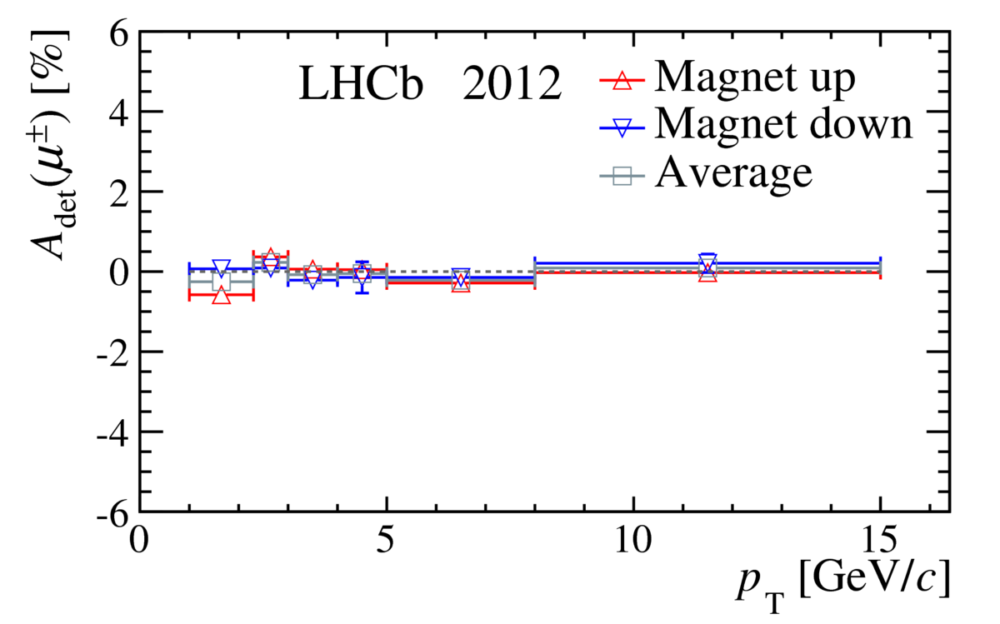 A_det(μ±) [%]
LHCb 2012
Magnet up
Magnet down
Average
6
4
2
0
-2
-4
-6
0 5 10 15
p_T [GeV/c]